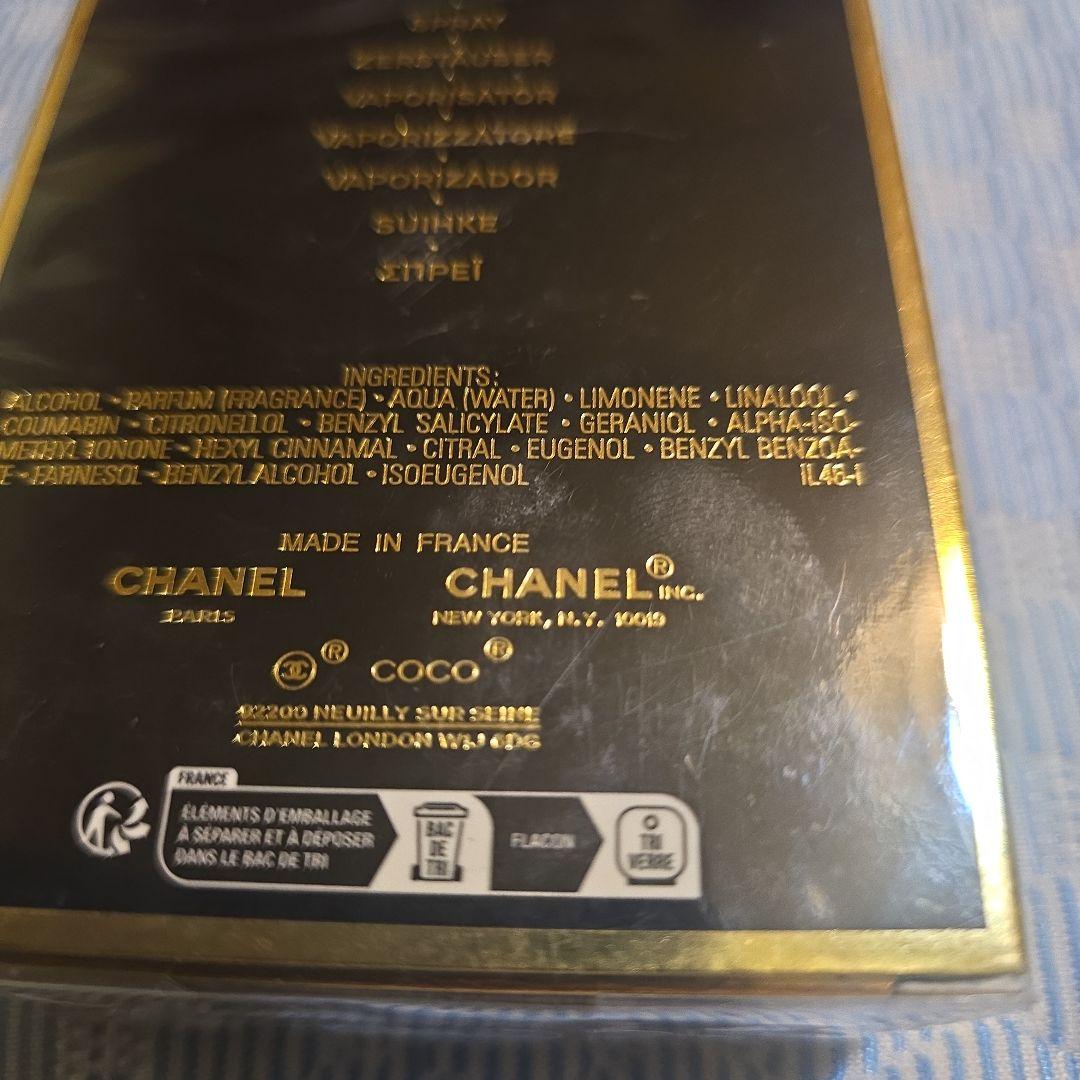 SPRAY
ZERSTÄUBER
VAPORISATOR
VAPORIZZATORE
VAPORIZADOR
SUIHKE
ΣΠΡΕΪ
INGREDIENTS:
ALCOHOL • PARFUM (FRAGRANCE) • AQUA (WATER) • LIMONENE • LINALOOL •
COUMARIN • CITRONELLOL • BENZYL SALICYLATE • GERANIOL • ALPHA-ISO-
METHYL IONONE • HEXYL CINNAMAL • CITRAL • EUGENOL • BENZYL BENZOA-
TE • FARNESOL • BENZYL ALCOHOL • ISOEUGENOL IL46-1
MADE IN FRANCE
CHANEL CHANEL® INC.
PARIS NEW YORK, N.Y. 10019
® COCO®
92200 NEUILLY SUR SEINE
CHANEL LONDON W1J 6DG
FRANCE
ÉLÉMENTS D'EMBALLAGE
À SÉPARER ET À DÉPOSER
DANS LE BAC DE TRI
BAC
DE
TRI
FLACON
TRI
VERRE